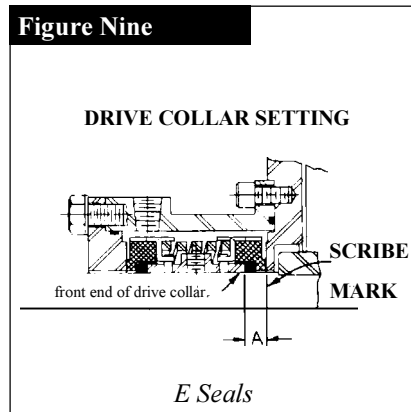 Figure Nine
DRIVE COLLAR SETTING
SCRIBE
front end of drive collar.
MARK
A
E Seals